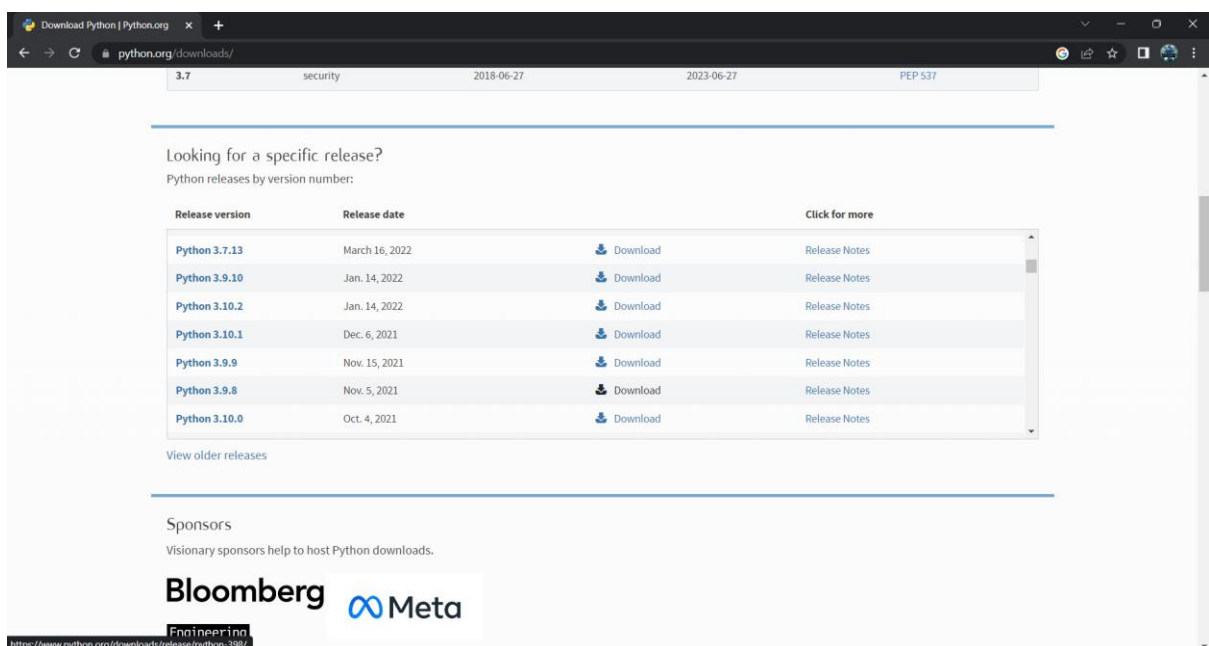 Download Python | Python.org
python.org/downloads/
3.7 security 2018-06-27 2023-06-27 PEP 537
Looking for a specific release?
Python releases by version number:
Release version Release date Click for more
Python 3.7.13 March 16, 2022 Download Release Notes
Python 3.9.10 Jan. 14, 2022 Download Release Notes
Python 3.10.2 Jan. 14, 2022 Download Release Notes
Python 3.10.1 Dec. 6, 2021 Download Release Notes
Python 3.9.9 Nov. 15, 2021 Download Release Notes
Python 3.9.8 Nov. 5, 2021 Download Release Notes
Python 3.10.0 Oct. 4, 2021 Download Release Notes
View older releases
Sponsors
Visionary sponsors help to host Python downloads.
Bloomberg
Meta
Engineering
https://www.python.org/downloads/release/python-398/